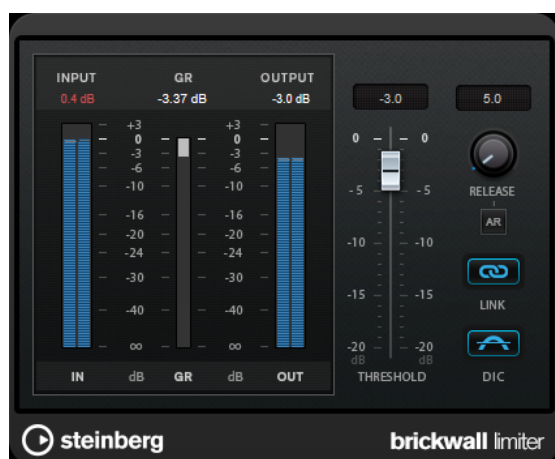 INPUT GR OUTPUT
0.4 dB -3.37 dB -3.0 dB
-3.0 5.0
+3 +3
0 0 0 0
-3 -3
-6 -6
-10 -10
-5 -5
RELEASE
AR
-16 -16
-20 -20
-24 -24
-10 -10
-30 -30
-15 -15
LINK
-40 -40
∞ ∞
-20 -20
dB dB
IN dB GR dB OUT
THRESHOLD DIC
steinberg brickwall limiter